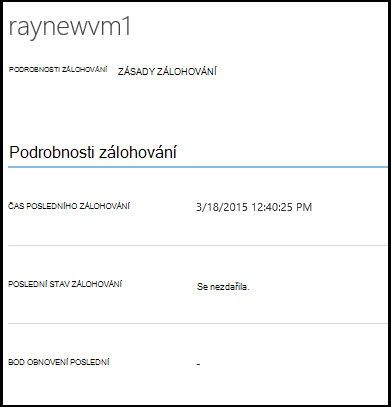 raynewvm1
PODROBNOSTI ZÁLOHOVÁNÍ ZÁSADY ZÁLOHOVÁNÍ
Podrobnosti zálohování
ČAS POSLEDNÍHO ZÁLOHOVÁNÍ 3/18/2015 12:40:25 PM
POSLEDNÍ STAV ZÁLOHOVÁNÍ Se nezdařila.
BOD OBNOVENÍ POSLEDNÍ -